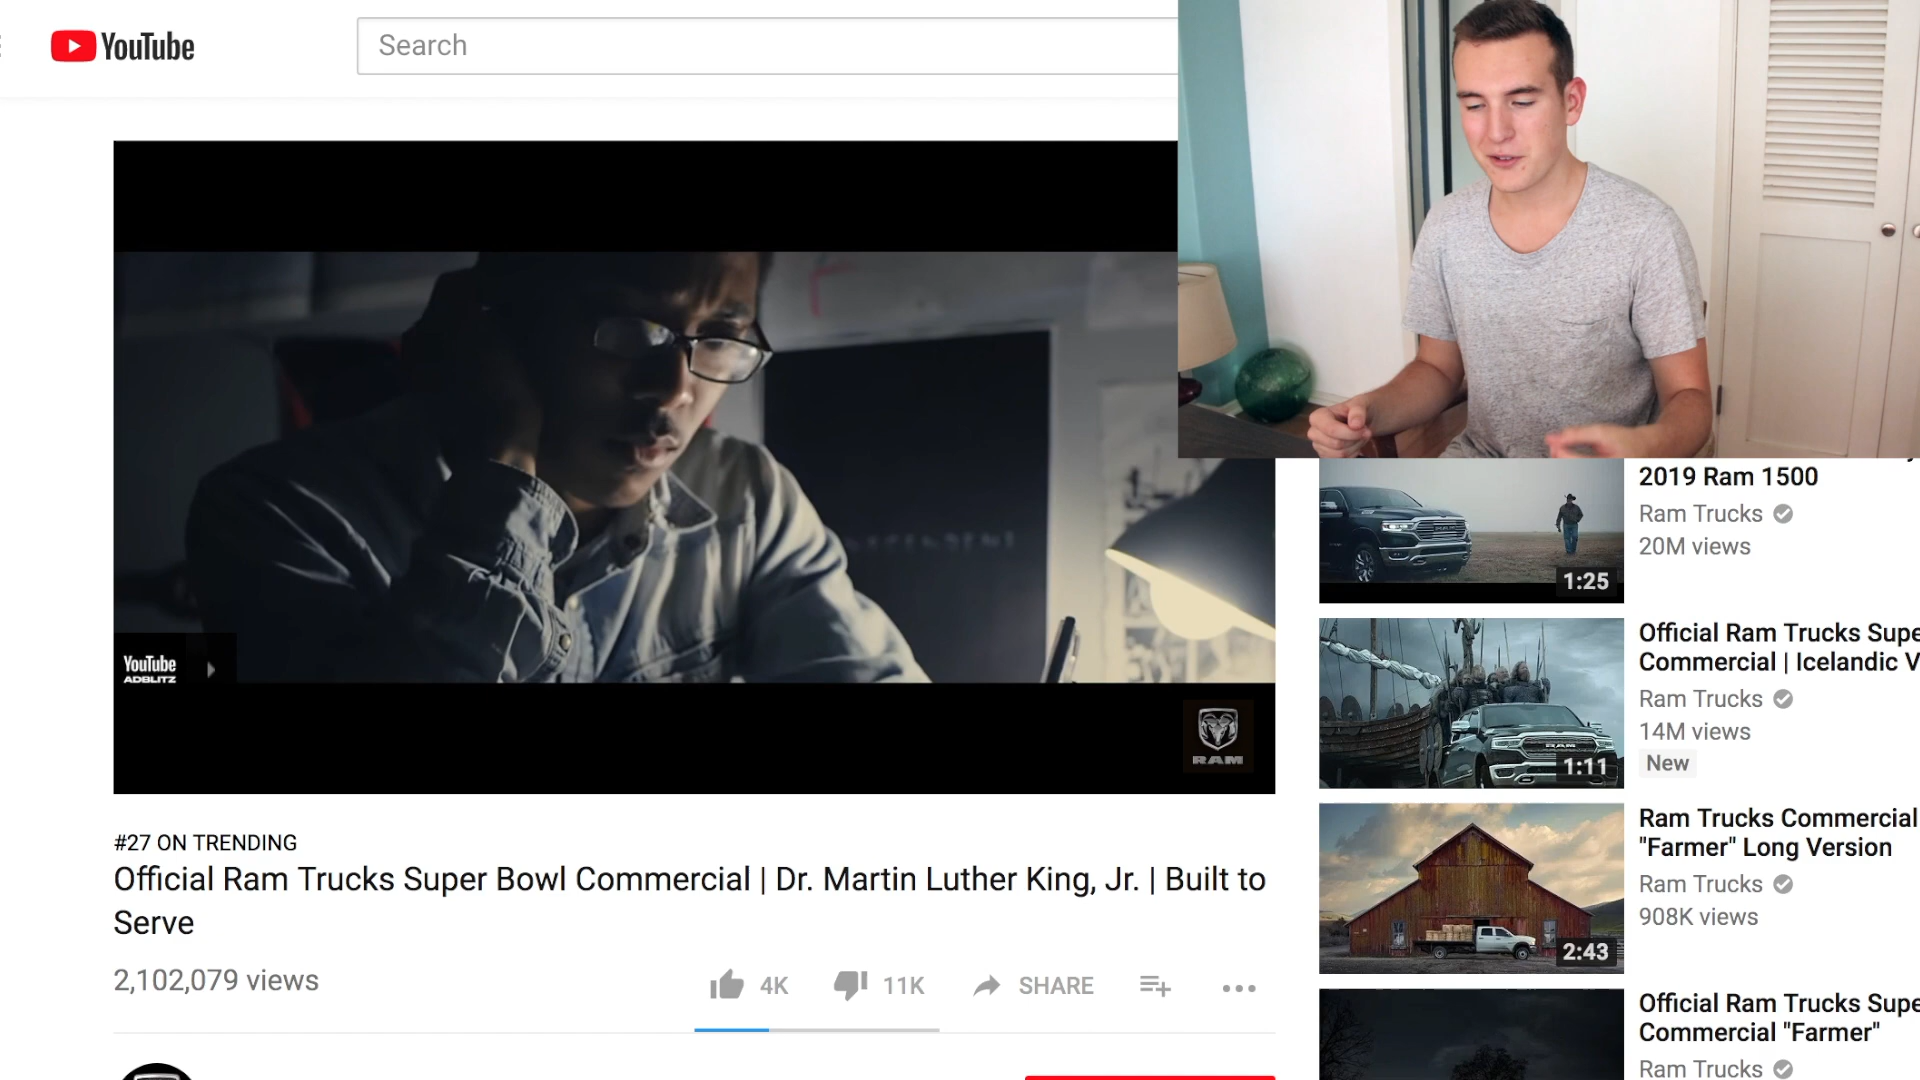 YouTube
Search
YouTube
ADBLITZ
RAM
#27 ON TRENDING
Official Ram Trucks Super Bowl Commercial | Dr. Martin Luther King, Jr. | Built to
Serve
2,102,079 views
4K
11K
SHARE
2019 Ram 1500
Ram Trucks
20M views
1:25
Official Ram Trucks Supe
Commercial | Icelandic V
Ram Trucks
14M views
New
RAM
1:11
Ram Trucks Commercial
"Farmer" Long Version
Ram Trucks
908K views
2:43
Official Ram Trucks Supe
Commercial "Farmer"
Ram Trucks